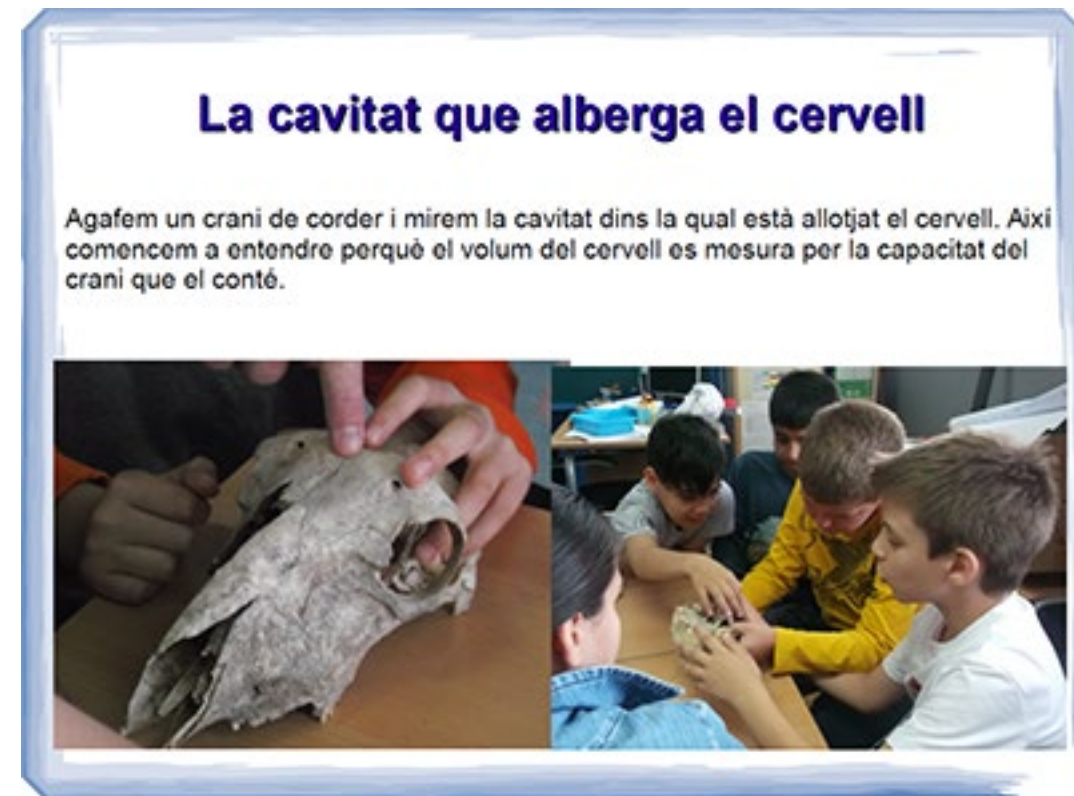 La cavitat que alberga el cervell
Agafem un crani de corder i mirem la cavitat dins la qual està allotjat el cervell. Així
comencem a entendre perquè el volum del cervell es mesura per la capacitat del
crani que el conté.